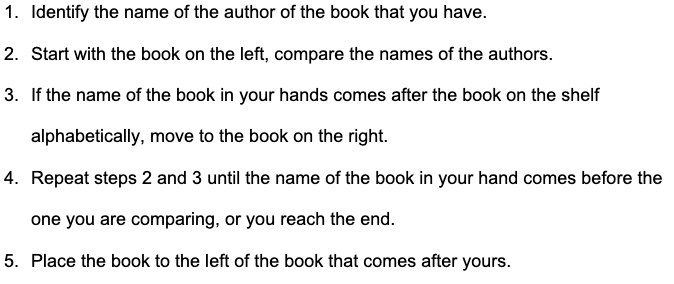 1. Identify the name of the author of the book that you have.
2. Start with the book on the left, compare the names of the authors.
3. If the name of the book in your hands comes after the book on the shelf
alphabetically, move to the book on the right.
4. Repeat steps 2 and 3 until the name of the book in your hand comes before the
one you are comparing, or you reach the end.
5. Place the book to the left of the book that comes after yours.